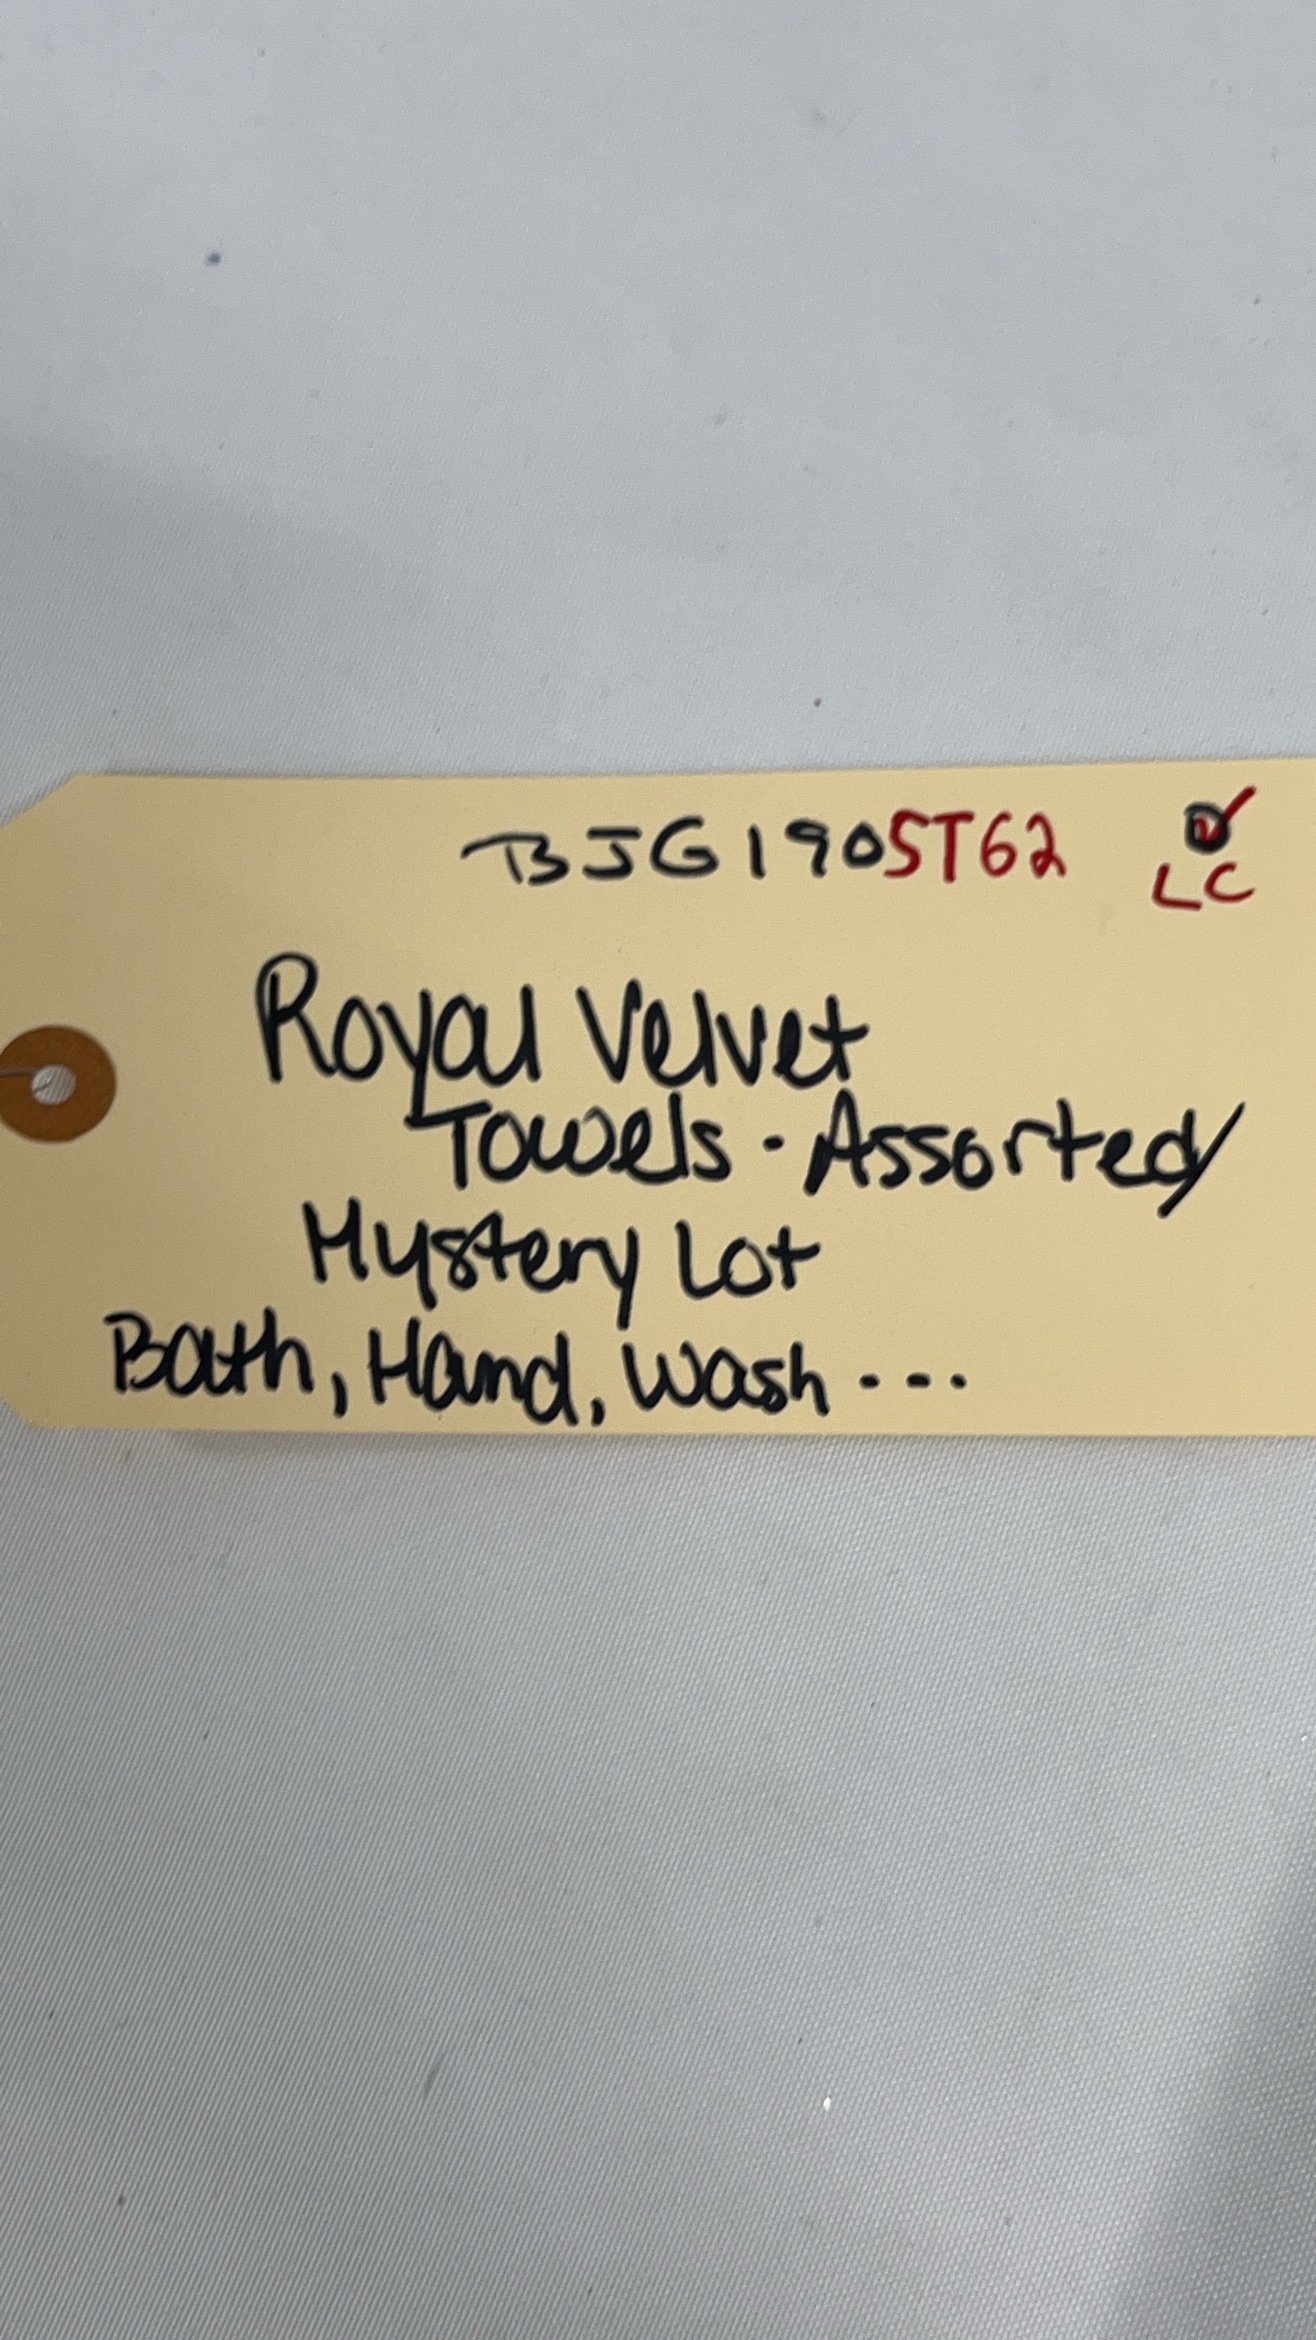 BJG1905T62
LC
Royal Velvet
Towels - Assorted/
Mystery Lot
Bath, Hand, Wash ---